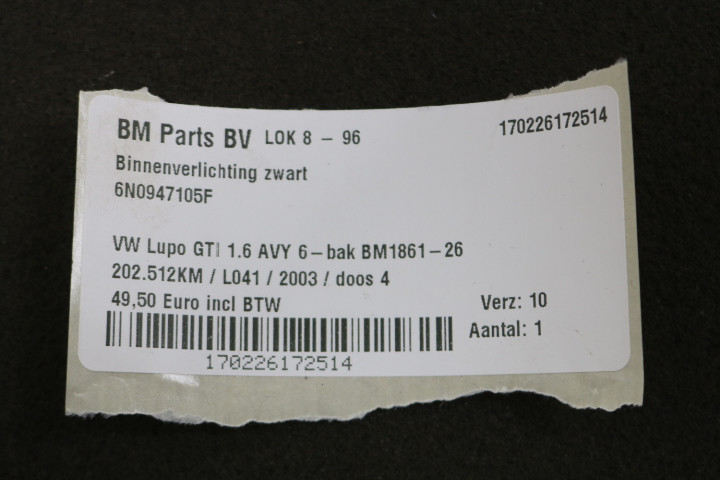 BM Parts BV LOK 8 - 96 170226172514
Binnenverlichting zwart
6N0947105F
VW Lupo GTI 1.6 AVY 6-bak BM1861-26
202.512KM / L041 / 2003 / doos 4
49,50 Euro incl BTW Verz: 10
Aantal: 1
170226172514